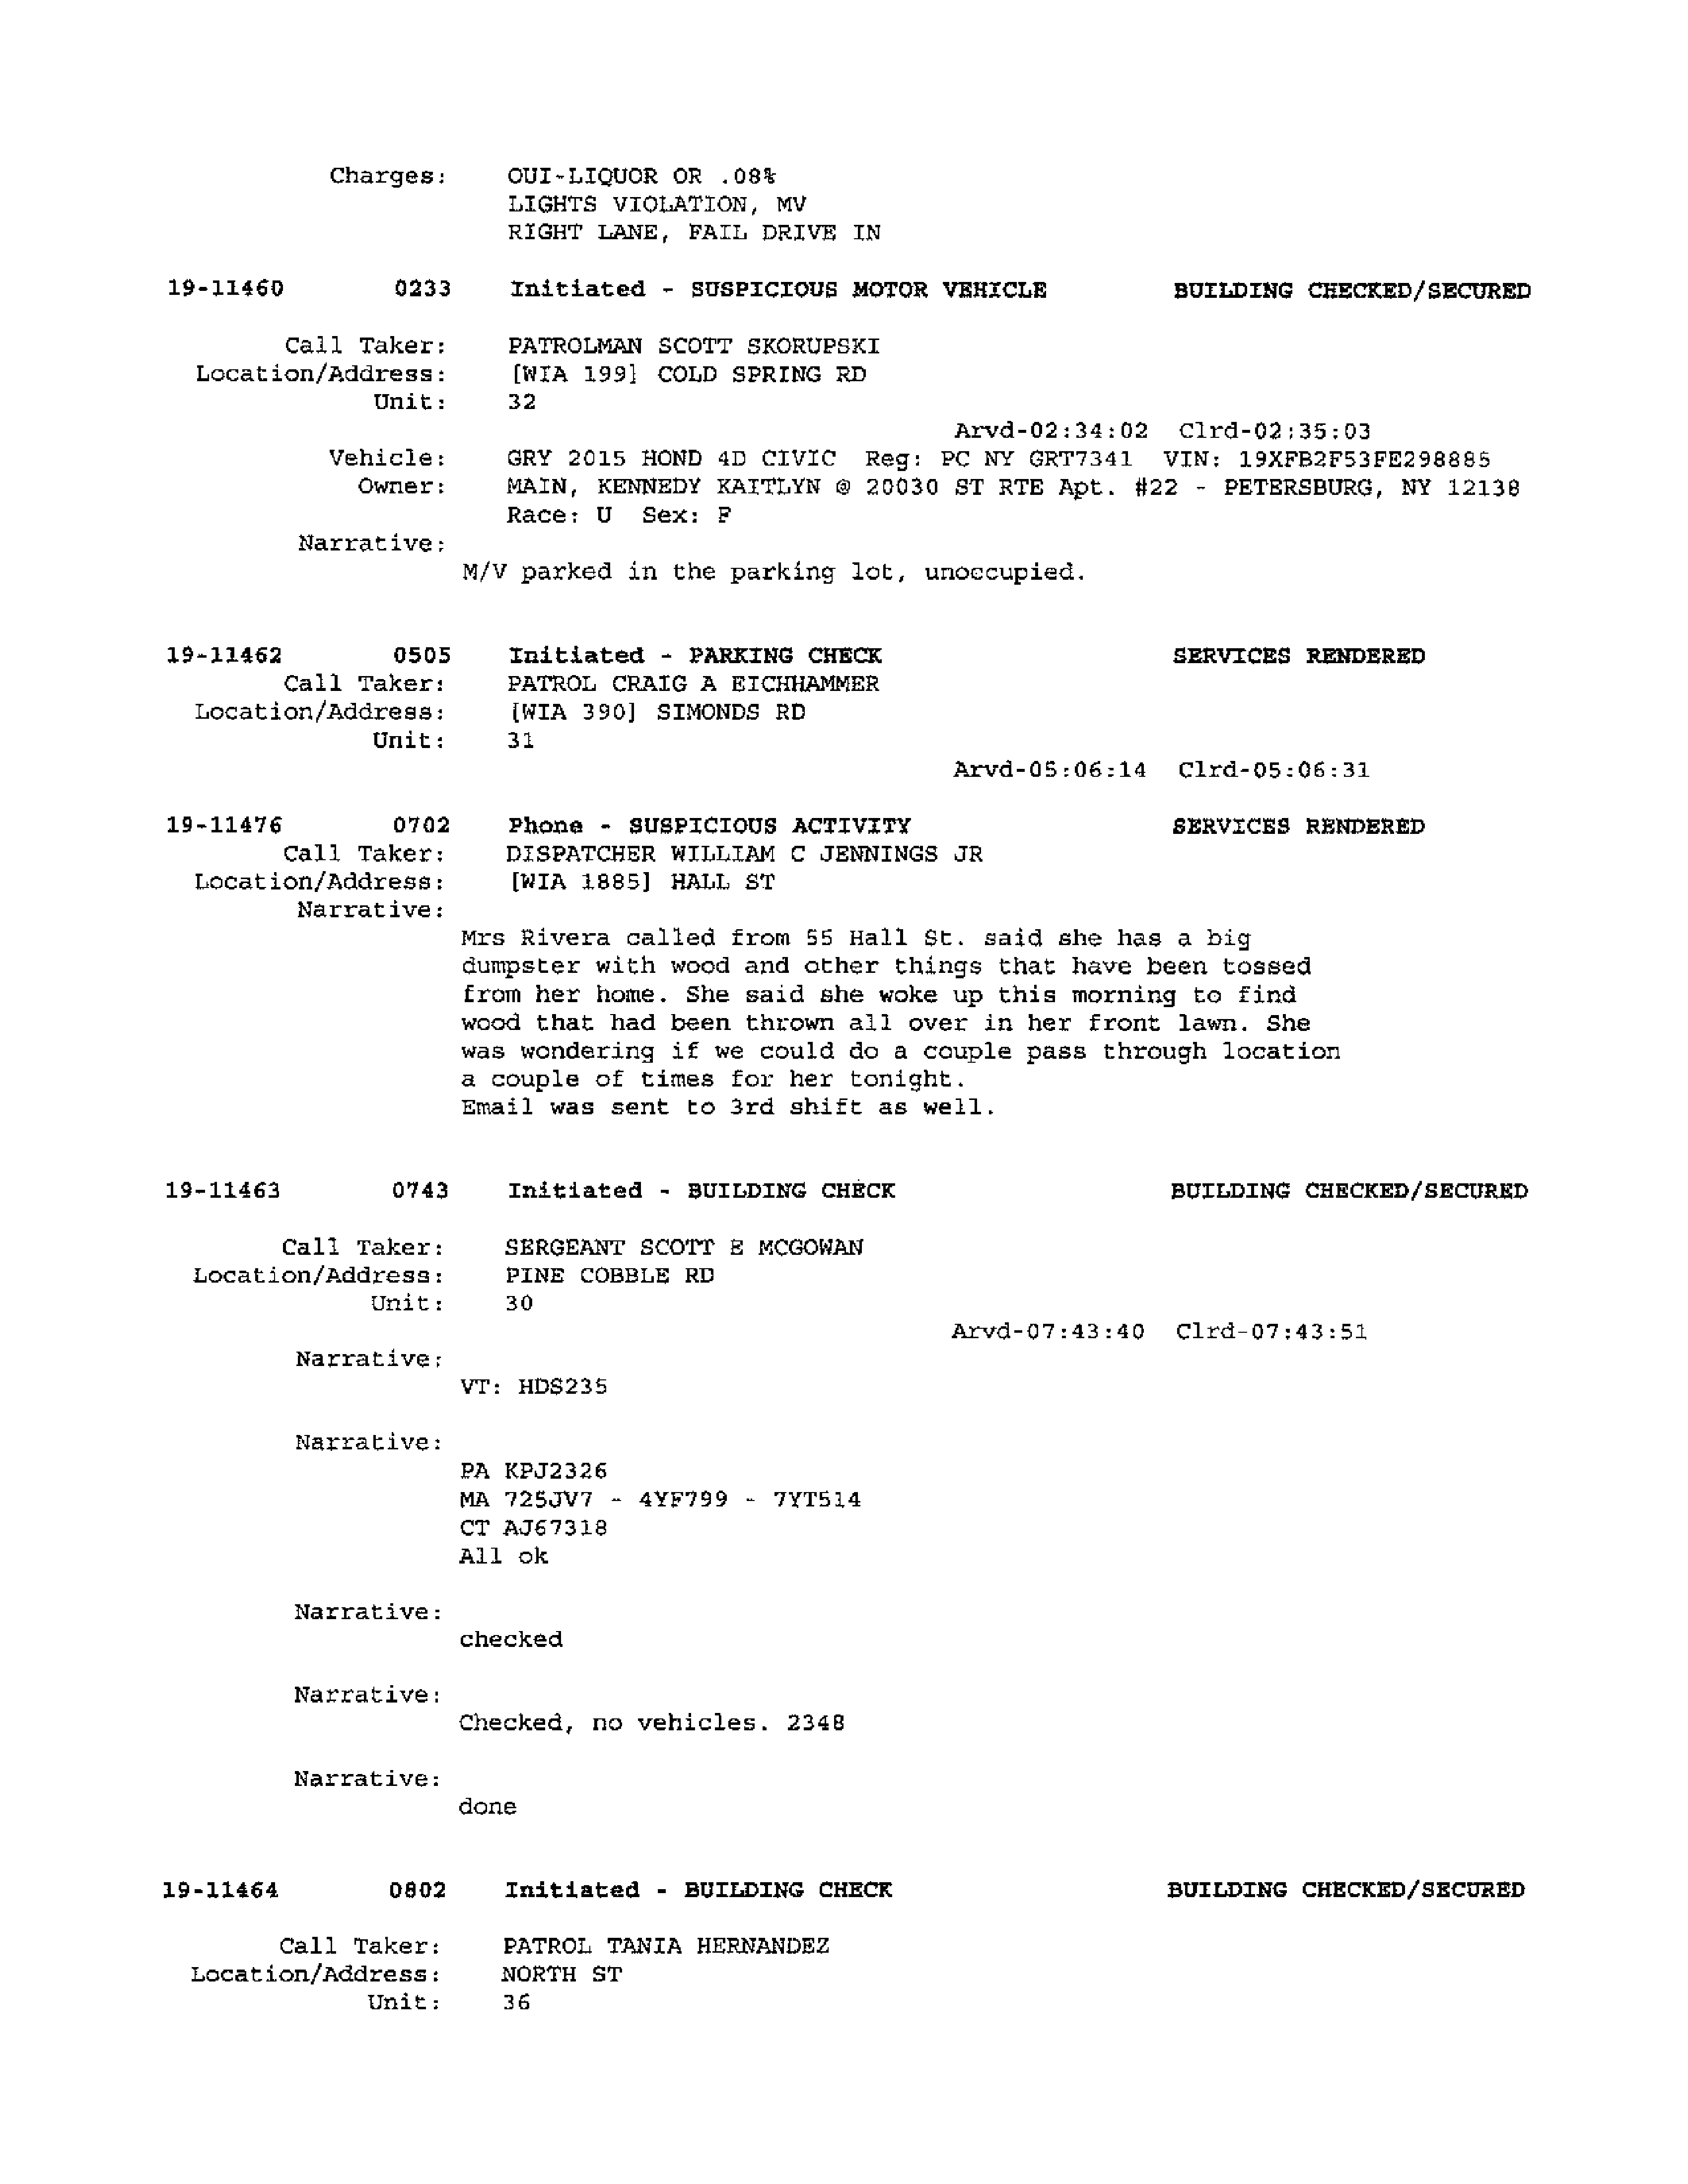 Charges: OUI-LIQUOR OR .08%
LIGHTS VIOLATION, MV
RIGHT LANE, FAIL DRIVE IN
19-11460 0233 Initiated - SUSPICIOUS MOTOR VEHICLE BUILDING CHECKED/SECURED
Call Taker: PATROLMAN SCOTT SKORUPSKI
Location/Address: [WIA 199] COLD SPRING RD
Unit: 32
Arvd-02:34:02 Clrd-02:35:03
Vehicle: GRY 2015 HOND 4D CIVIC Reg: PC NY GRT7341 VIN: 19XFB2F53FE298885
Owner: MAIN, KENNEDY KAITLYN @ 20030 ST RTE Apt. #22 - PETERSBURG, NY 12138
Race: U Sex: F
Narrative:
M/V parked in the parking lot, unoccupied.
19-11462 0505 Initiated - PARKING CHECK SERVICES RENDERED
Call Taker: PATROL CRAIG A EICHHAMMER
Location/Address: [WIA 390] SIMONDS RD
Unit: 31
Arvd-05:06:14 Clrd-05:06:31
19-11476 0702 Phone - SUSPICIOUS ACTIVITY SERVICES RENDERED
Call Taker: DISPATCHER WILLIAM C JENNINGS JR
Location/Address: [WIA 1885] HALL ST
Narrative:
Mrs Rivera called from 55 Hall St. said she has a big
dumpster with wood and other things that have been tossed
from her home. She said she woke up this morning to find
wood that had been thrown all over in her front lawn. She
was wondering if we could do a couple pass through location
a couple of times for her tonight.
Email was sent to 3rd shift as well.
19-11463 0743 Initiated - BUILDING CHECK BUILDING CHECKED/SECURED
Call Taker: SERGEANT SCOTT E MCGOWAN
Location/Address: PINE COBBLE RD
Unit: 30
Arvd-07:43:40 Clrd-07:43:51
Narrative:
VT: HDS235
Narrative:
PA KPJ2326
MA 725JV7 - 4YF799 - 7YT514
CT AJ67318
All ok
Narrative:
checked
Narrative:
Checked, no vehicles. 2348
Narrative:
done
19-11464 0802 Initiated - BUILDING CHECK BUILDING CHECKED/SECURED
Call Taker: PATROL TANIA HERNANDEZ
Location/Address: NORTH ST
Unit: 36